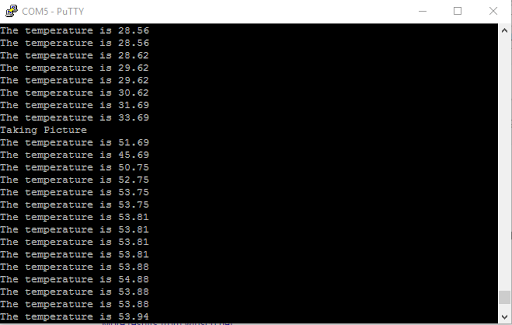 COM5 - PuTTY
The temperature is 28.56
The temperature is 28.56
The temperature is 28.62
The temperature is 29.62
The temperature is 29.62
The temperature is 30.62
The temperature is 31.69
The temperature is 33.69
Taking Picture
The temperature is 51.69
The temperature is 45.69
The temperature is 50.75
The temperature is 52.75
The temperature is 53.75
The temperature is 53.75
The temperature is 53.81
The temperature is 53.81
The temperature is 53.81
The temperature is 53.81
The temperature is 53.88
The temperature is 54.88
The temperature is 53.88
The temperature is 53.88
The temperature is 53.94